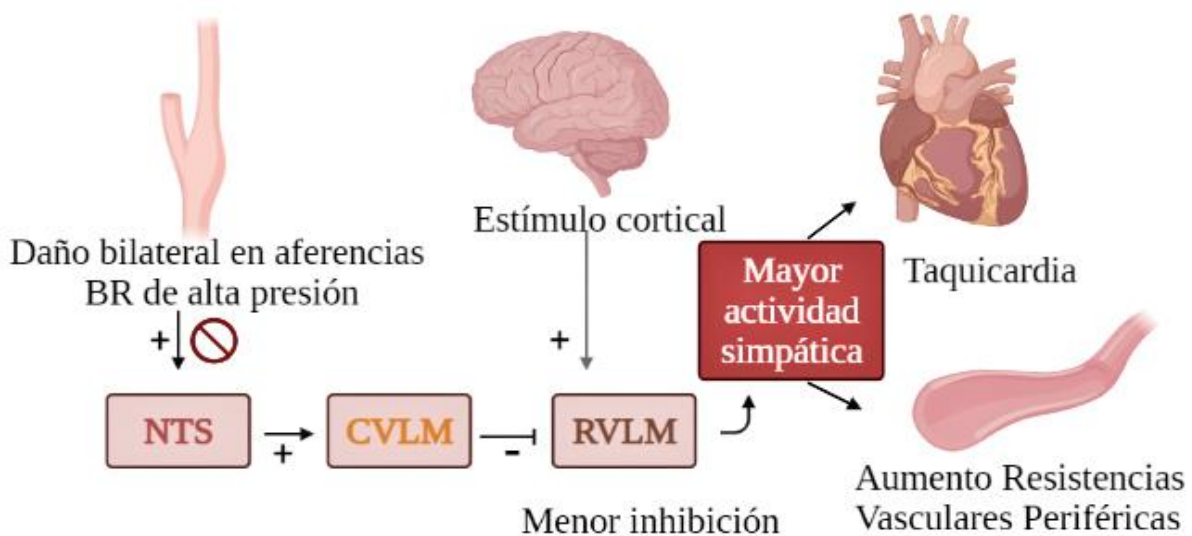 Daño bilateral en aferencias
BR de alta presión
+
Estímulo cortical
+
Mayor
actividad
simpática
Taquicardia
NTS
+
CVLM
-
RVLM
Menor inhibición
Aumento Resistencias
Vasculares Periféricas